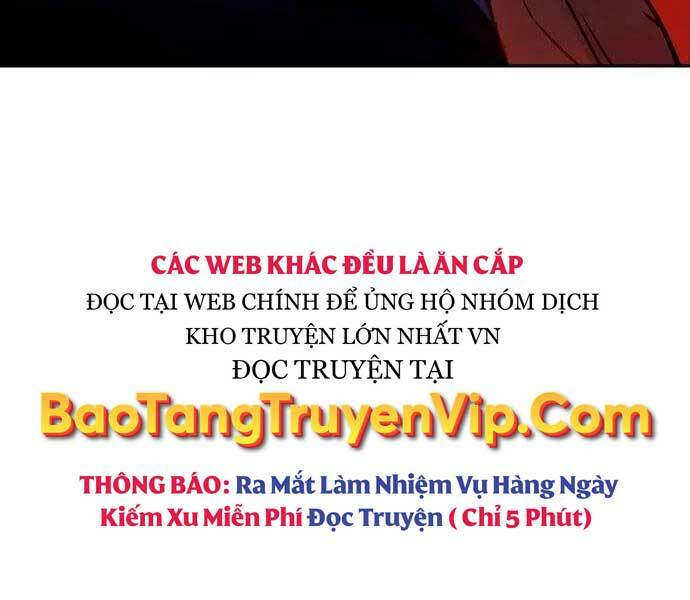 CÁC WEB KHÁC ĐỀU LÀ ĂN CẮP
ĐỌC TẠI WEB CHÍNH ĐỂ ỦNG HỘ NHÓM DỊCH
KHO TRUYỆN LỚN NHẤT VN
ĐỌC TRUYỆN TẠI
BaoTangTruyenVip.Com
THÔNG BÁO: Ra Mắt Làm Nhiệm Vụ Hàng Ngày
Kiếm Xu Miễn Phí Đọc Truyện ( Chỉ 5 Phút)